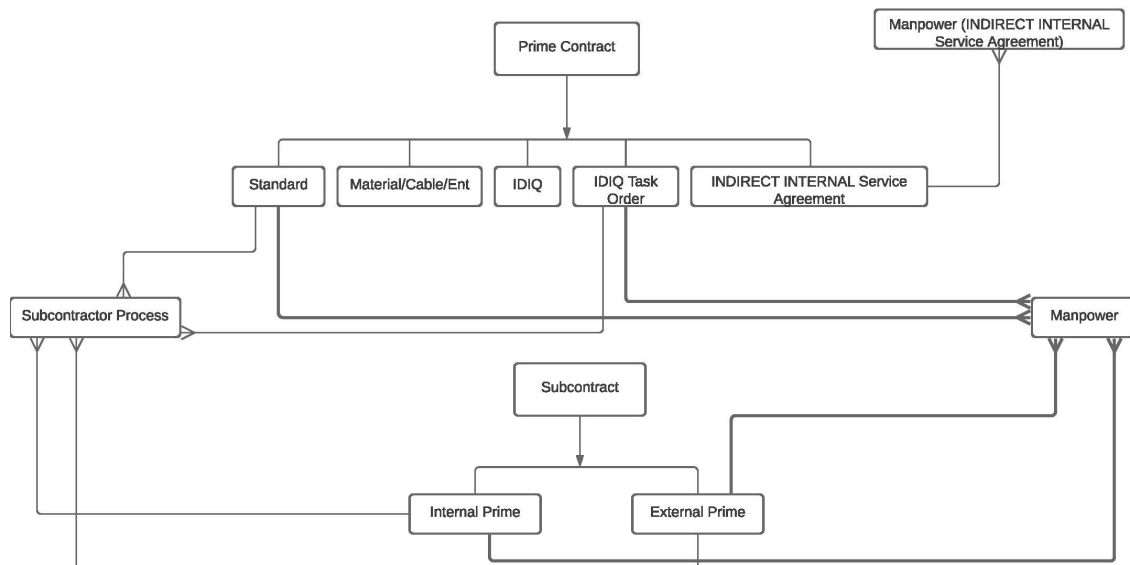 Manpower (INDIRECT INTERNAL
Service Agreement)
Prime Contract
Standard
Material/Cable/Ent
IDIQ
IDIQ Task
Order
INDIRECT INTERNAL Service
Agreement
Subcontractor Process
Manpower
Subcontract
Internal Prime
External Prime